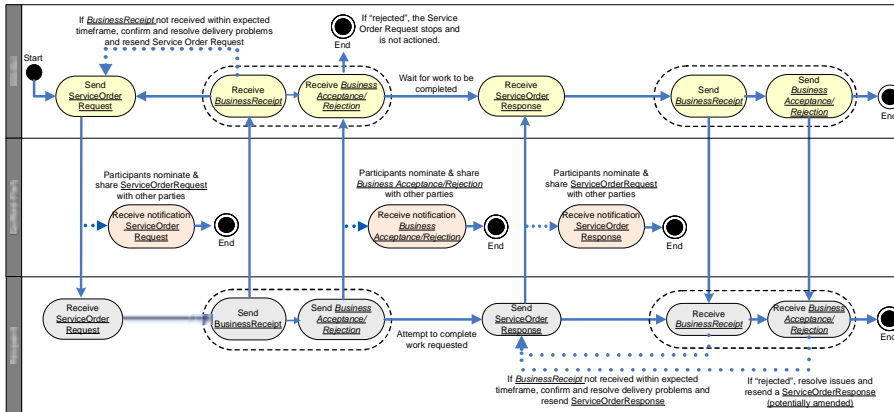 If BusinessReceipt not received within expected
timeframe, confirm and resolve delivery problems
and resend Service Order Request
If “rejected”, the Service
Order Request stops and
is not actioned.
End
Start
Send
ServiceOrder
Request
Receive
BusinessReceipt
Receive Business
Acceptance/
Rejection
Wait for work to be
completed
Receive
ServiceOrder
Response
Send
BusinessReceipt
Send
Business
Acceptance/
Rejection
End
Participants nominate &
share ServiceOrderRequest
with other parties
Receive notification
ServiceOrder
Request
End
Participants nominate & share
Business Acceptance/Rejection
with other parties
Receive notification
Business
Acceptance/Rejection
End
Participants nominate &
share ServiceOrderRequest
with other parties
Receive notification
ServiceOrder
Response
End
Receive
ServiceOrder
Request
Send
BusinessReceipt
Send Business
Acceptance/
Rejection
Attempt to complete
work requested
Send
ServiceOrder
Response
Receive
BusinessReceipt
Receive Business
Acceptance/
Rejection
End
If BusinessReceipt not received within expected
timeframe, confirm and resolve delivery problems and
resend ServiceOrderResponse
If “rejected”, resolve issues and
resend a ServiceOrderResponse
(potentially amended)